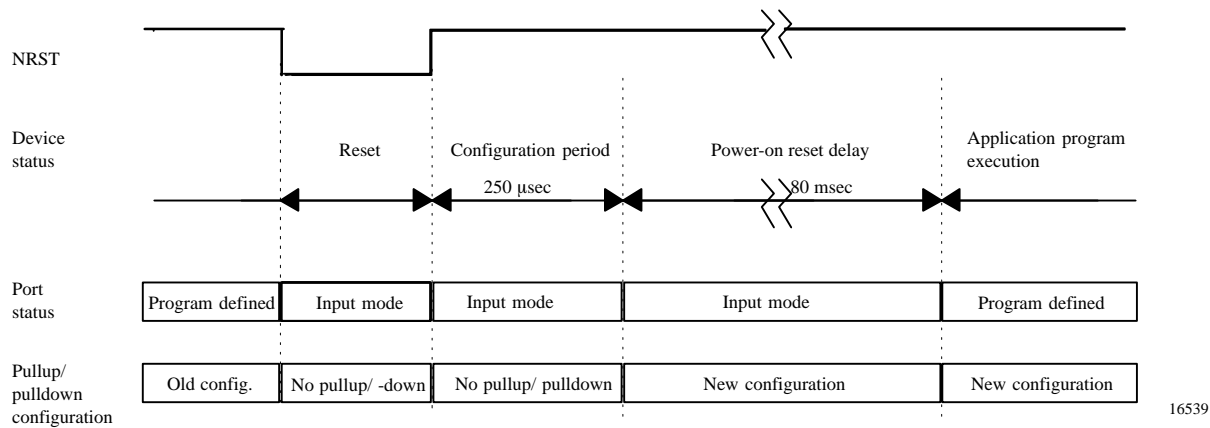 NRST
Device
status
Reset
Configuration period
Power-on reset delay
Application program
execution
250 μsec
80 msec
Port
status
Program defined
Input mode
Input mode
Input mode
Program defined
Pullup/
pulldown
configuration
Old config.
No pullup/ -down
No pullup/ pulldown
New configuration
New configuration
16539